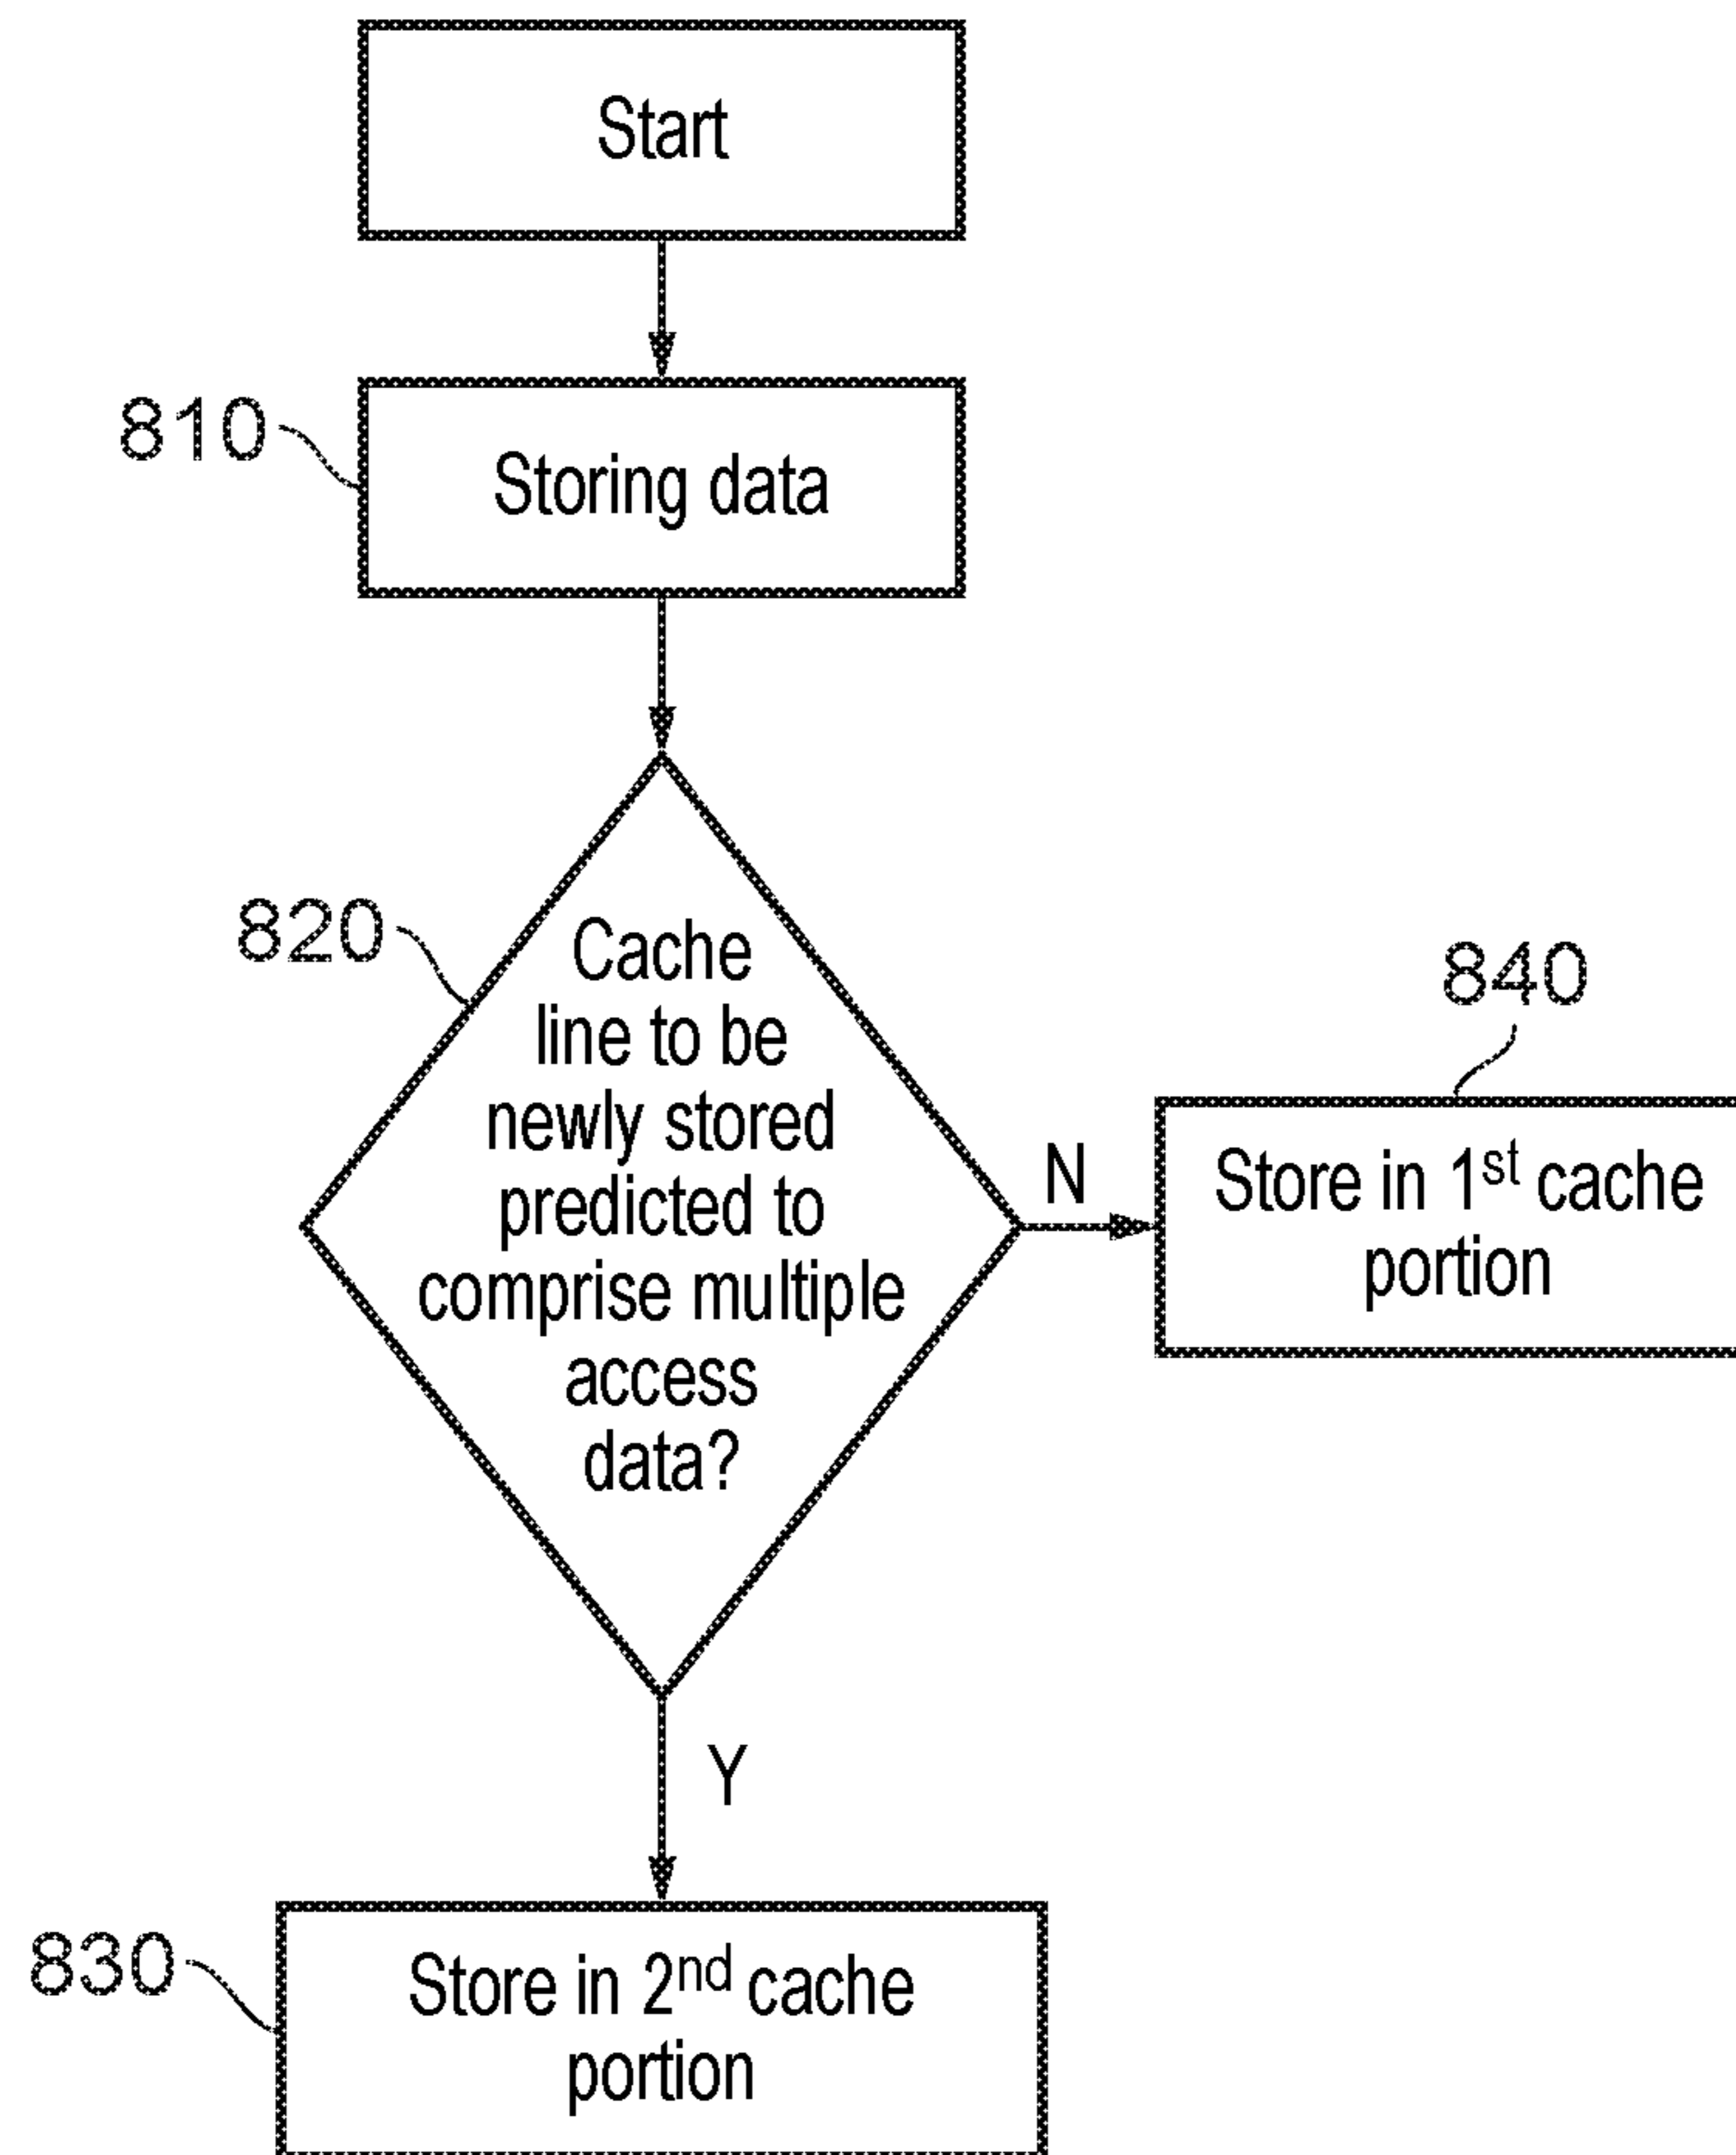 Start
810
Storing data
820
Cache
line to be
newly stored
predicted to
comprise multiple
access
data?
N
840
Store in 1st cache
portion
Y
830
Store in 2nd cache
portion